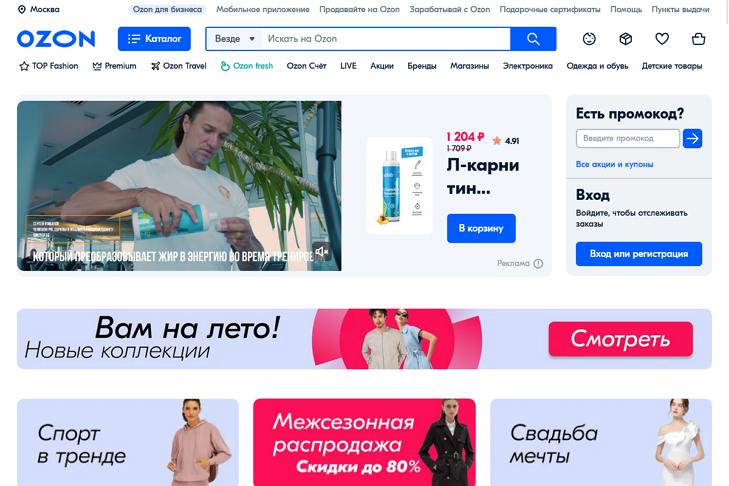 Москва
Ozon для бизнеса Мобильное приложение Продавайте на Ozon Зарабатывай с Ozon Подарочные сертификаты Помощь Пункты выдачи
OZON Каталог Везде Искать на Ozon
TOP Fashion Premium Ozon Travel Ozon fresh Ozon Счёт LIVE Акции Бренды Магазины Электроника Одежда и обувь Детские товары
КОТОРЫЙ ПРЕОБРАЗОВЫВАЕТ ЖИР В ЭНЕРГИЮ ВО ВРЕМЯ ТРЕНИРОВ
1 204 ₽ 4.91
1 709 ₽
Л-карни
тин...
В корзину
Реклама
Есть промокод?
Введите промокод
Все акции и купоны
Вход
Войдите, чтобы отслеживать
заказы
Вход или регистрация
Вам на лето!
Новые коллекции
Смотреть
Спорт
в тренде
Межсезонная
распродажа
Скидки до 80%
Свадьба
мечты